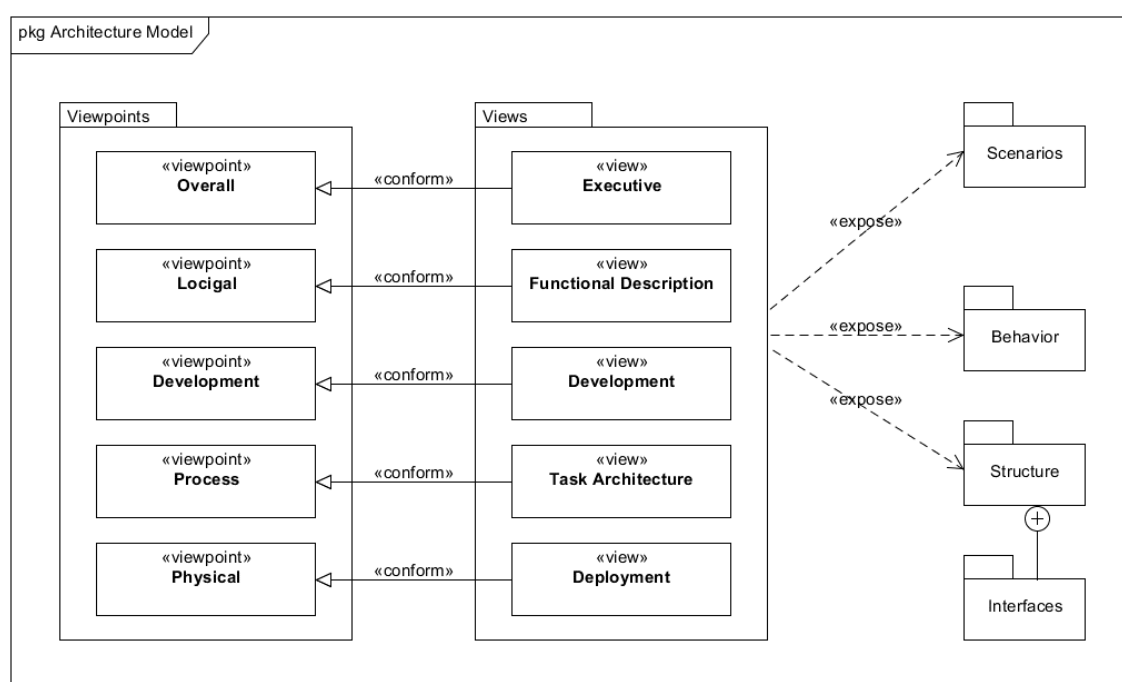 pkg Architecture Model
Viewpoints
«viewpoint»
Overall
«viewpoint»
Locigal
«viewpoint»
Development
«viewpoint»
Process
«viewpoint»
Physical
«conform»
«conform»
«conform»
«conform»
«conform»
Views
«view»
Executive
«view»
Functional Description
«view»
Development
«view»
Task Architecture
«view»
Deployment
«expose»
«expose»
«expose»
Scenarios
Behavior
Structure
Interfaces